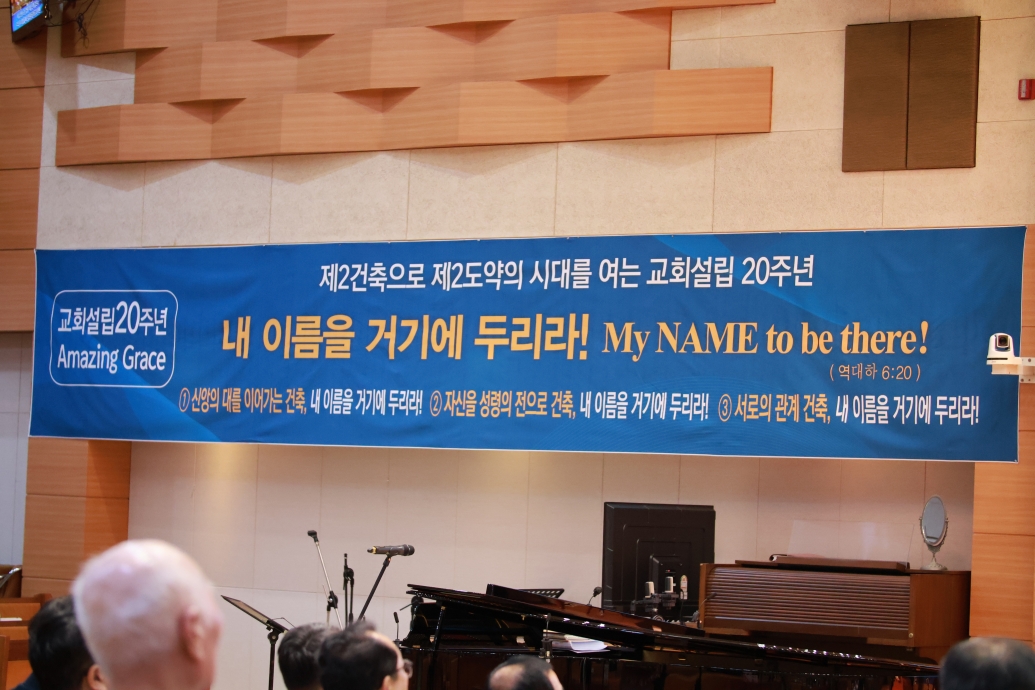 제2건축으로 제2도약의 시대를 여는 교회설립 20주년
교회설립20주년
Amazing Grace
내 이름을 거기에 두리라! My NAME to be there!
( 역대하 6:20 )
① 신앙의 대를 이어가는 건축, 내 이름을 거기에 두리라! ② 자신을 성령의 전으로 건축, 내 이름을 거기에 두리라! ③ 서로의 관계 건축, 내 이름을 거기에 두리라!